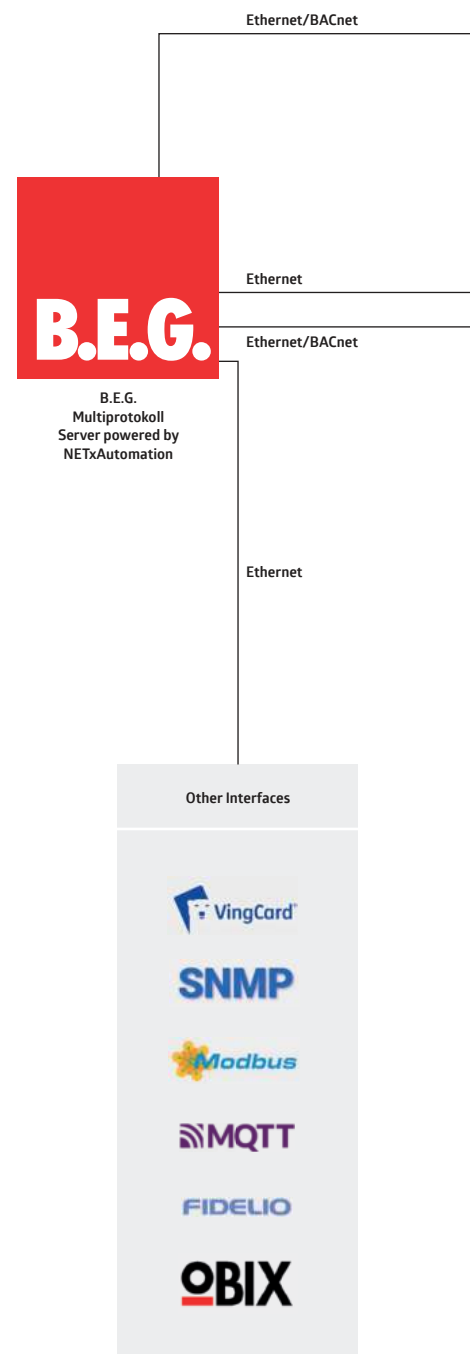 Ethernet/BACnet
B.E.G.
Ethernet
Ethernet/BACnet
B.E.G.
Multiprotokoll
Server powered by
NETxAutomation
Ethernet
Other Interfaces
VingCard
SNMP
Modbus
MQTT
FIDELIO
OBIX